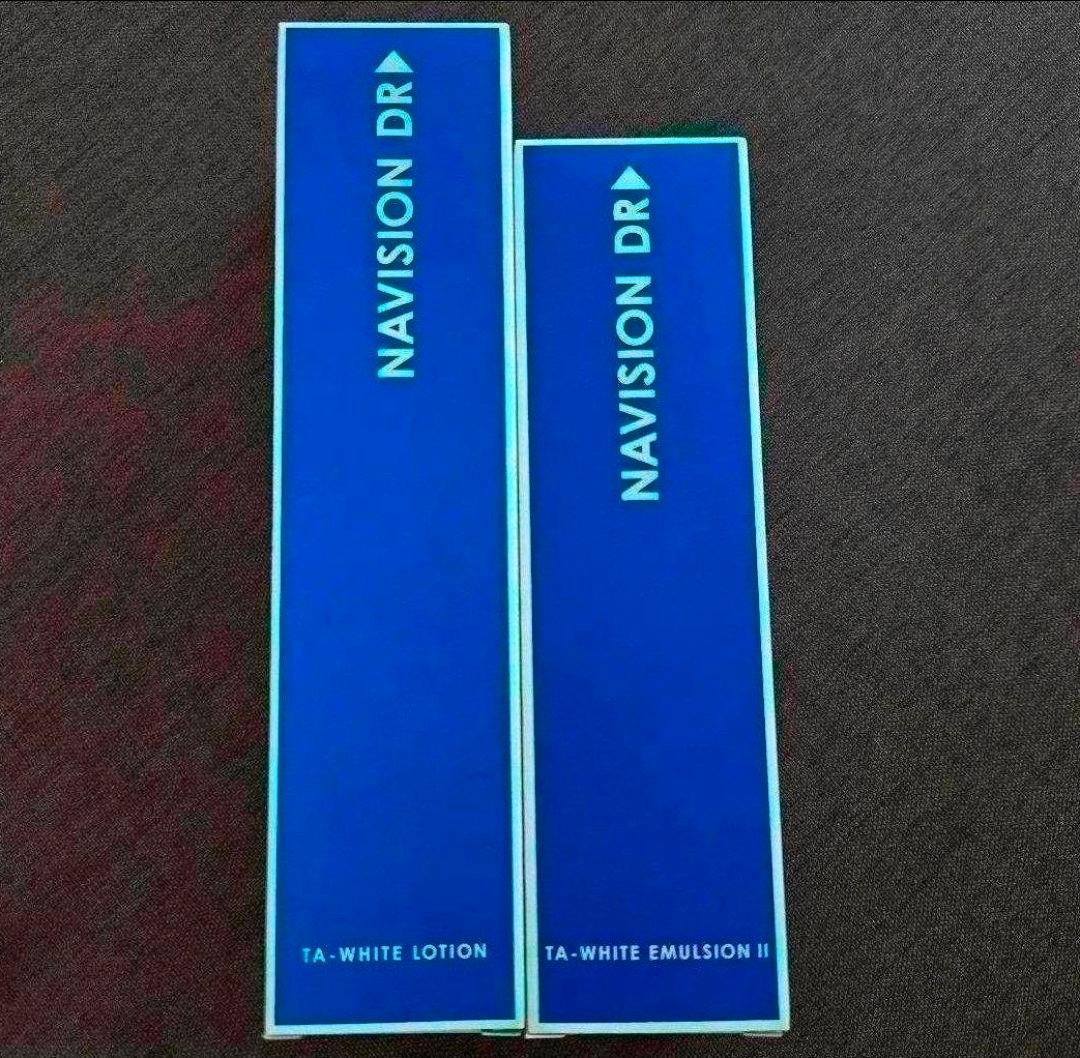 NAVISION DR
TA-WHITE LOTION
NAVISION DR
TA-WHITE EMULSION II